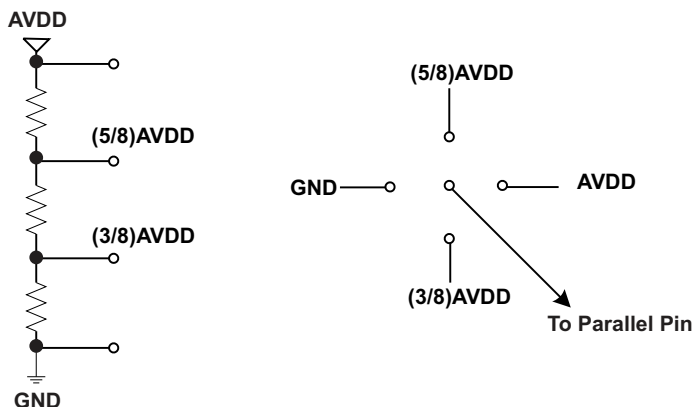 AVDD
(5/8)AVDD
(3/8)AVDD
GND
(5/8)AVDD
GND
AVDD
(3/8)AVDD
To Parallel Pin